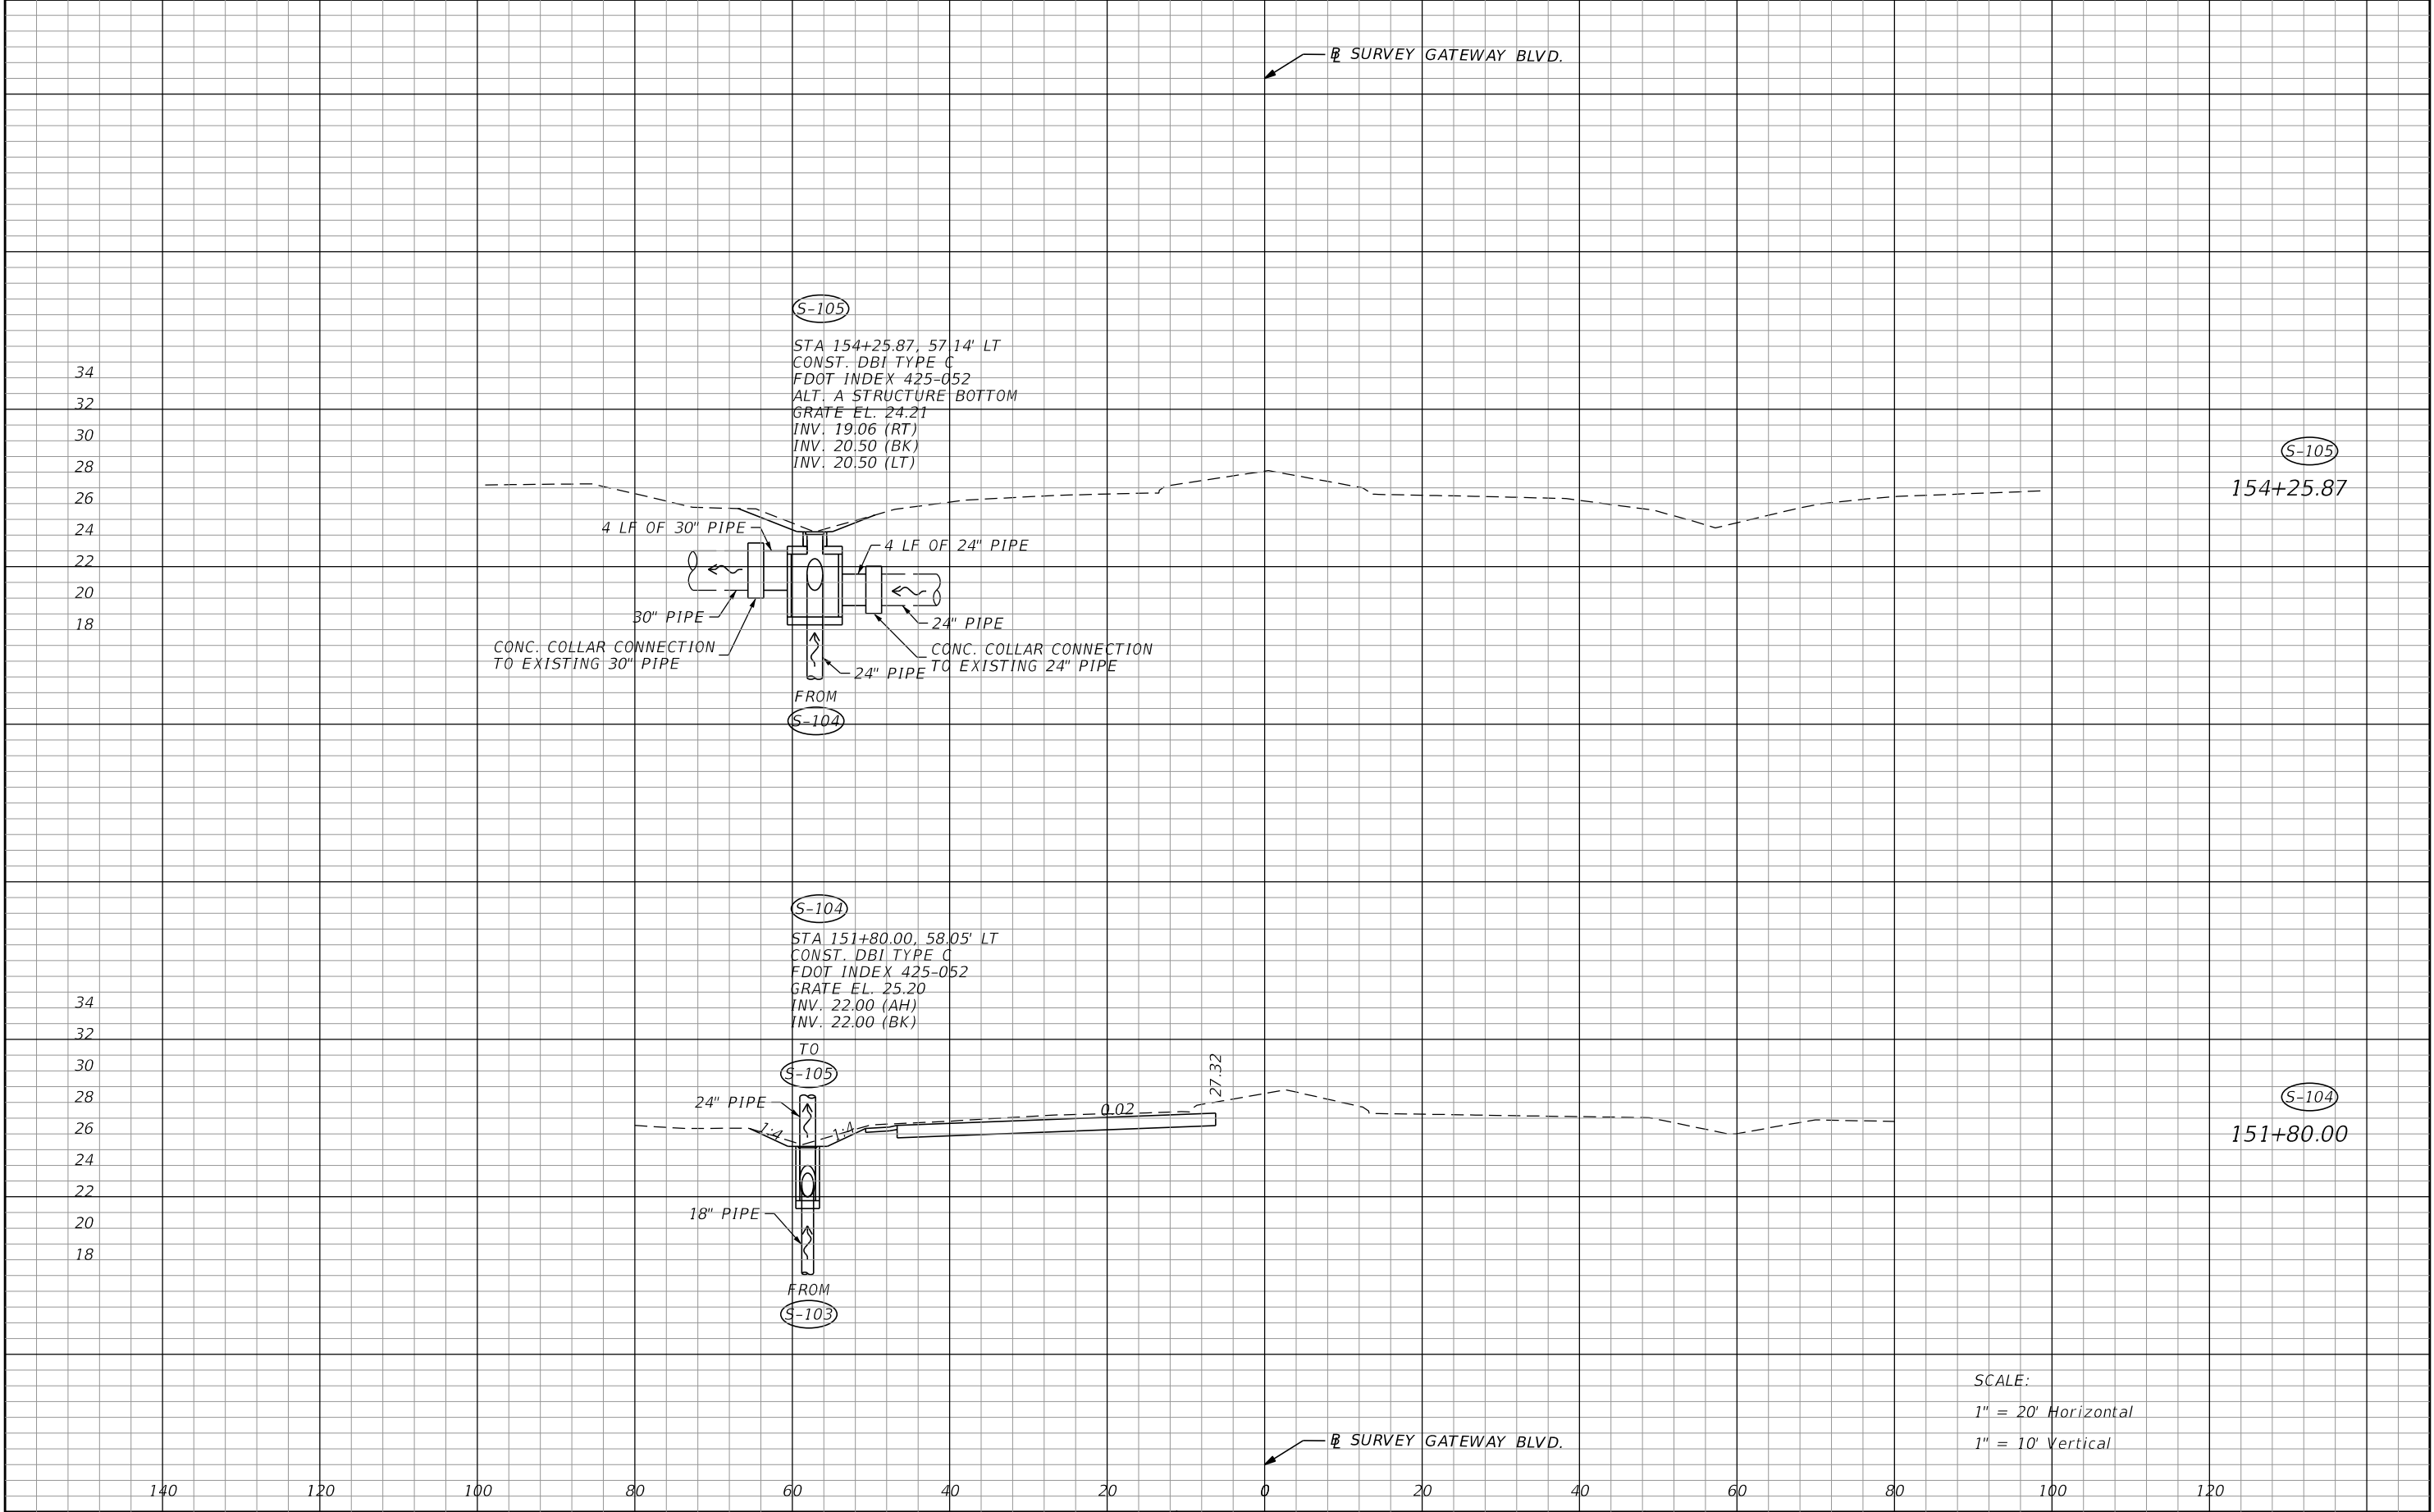 ℄ SURVEY GATEWAY BLVD.
S-105
STA 154+25.87, 57.14' LT
CONST. DBI TYPE C
FDOT INDEX 425-052
ALT. A STRUCTURE BOTTOM
GRATE EL. 24.21
INV. 19.06 (RT)
INV. 20.50 (BK)
INV. 20.50 (LT)
34
32
30
28
26
24
22
20
18
S-105
154+25.87
4 LF OF 30" PIPE
4 LF OF 24" PIPE
30" PIPE
24" PIPE
CONC. COLLAR CONNECTION
TO EXISTING 30" PIPE
CONC. COLLAR CONNECTION
TO EXISTING 24" PIPE
24" PIPE
FROM
S-104
S-104
STA 151+80.00, 58.05' LT
CONST. DBI TYPE C
FDOT INDEX 425-052
GRATE EL. 25.20
INV. 22.00 (AH)
INV. 22.00 (BK)
34
32
30
28
26
24
22
20
18
TO
S-105
27.32
24" PIPE
0.02
1:4
1:4
S-104
151+80.00
18" PIPE
FROM
S-103
SCALE:
1" = 20' Horizontal
1" = 10' Vertical
℄ SURVEY GATEWAY BLVD.
140 120 100 80 60 40 20 0 20 40 60 80 100 120